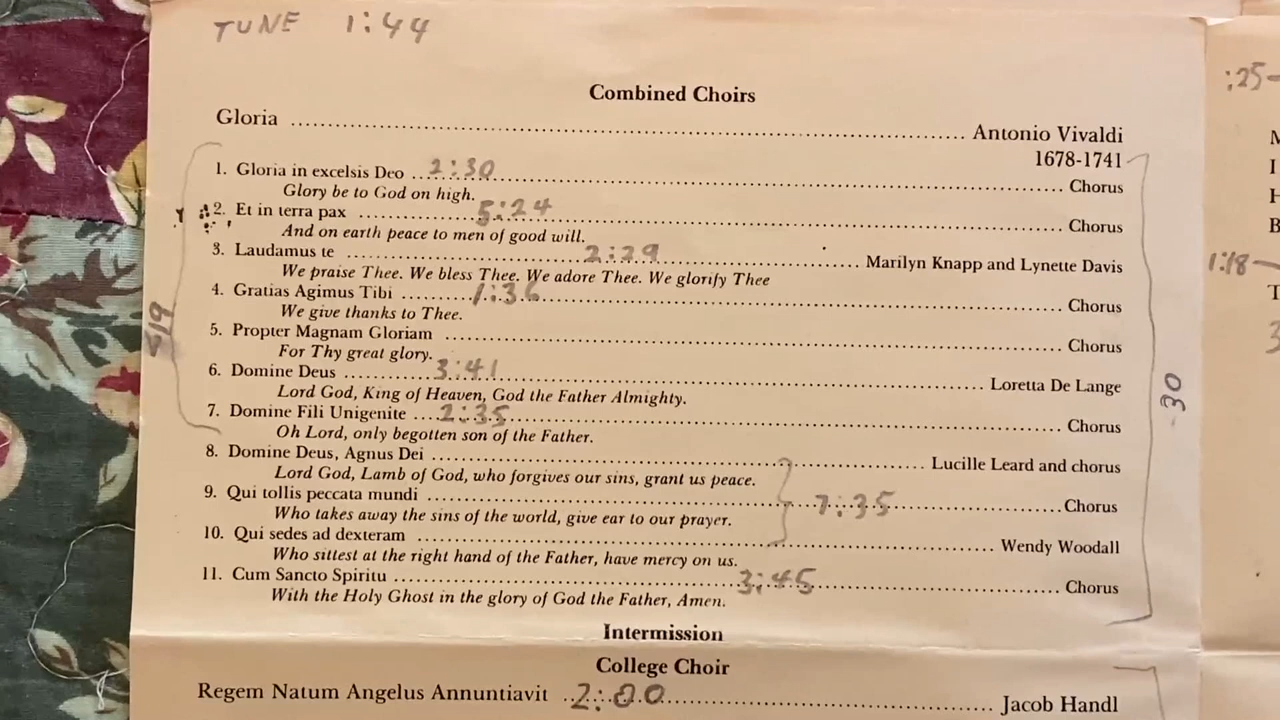 TUNE 1:44
Combined Choirs
Gloria ........ Antonio Vivaldi
1678-1741
1. Gloria in excelsis Deo 2:30 ........ Chorus
Glory be to God on high.
2. Et in terra pax 5:24 ........ Chorus
And on earth peace to men of good will.
3. Laudamus te 2:29 ........ Marilyn Knapp and Lynette Davis
We praise Thee. We bless Thee. We adore Thee. We glorify Thee
4. Gratias Agimus Tibi 1:36 ........ Chorus
We give thanks to Thee.
5. Propter Magnam Gloriam ........ Chorus
For Thy great glory.
6. Domine Deus 3:41 ........ Loretta De Lange
Lord God, King of Heaven, God the Father Almighty.
7. Domine Fili Unigenite 2:35 ........ Chorus
Oh Lord, only begotten son of the Father.
8. Domine Deus, Agnus Dei ........ Lucille Leard and chorus
Lord God, Lamb of God, who forgives our sins, grant us peace.
9. Qui tollis peccata mundi ........ 7:35 ........ Chorus
Who takes away the sins of the world, give ear to our prayer.
10. Qui sedes ad dexteram ........ Wendy Woodall
Who sittest at the right hand of the Father, have mercy on us.
11. Cum Sancto Spiritu ........ 3:45 ........ Chorus
With the Holy Ghost in the glory of God the Father, Amen.
30
Intermission
College Choir
Regem Natum Angelus Annuntiavit 2:00 ........ Jacob Handl
:25-
I
H
B
1:18-
T
3